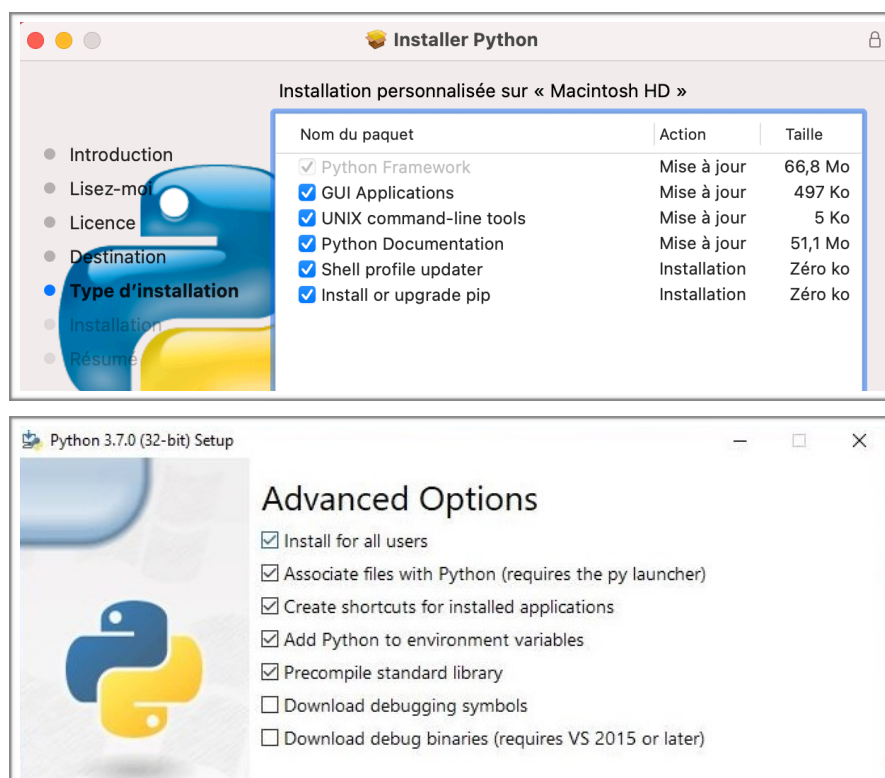 Installer Python
Installation personnalisée sur « Macintosh HD »
Introduction
Lisez-moi
Licence
Destination
Type d’installation
Installation
Résumé
Nom du paquet Action Taille
Python Framework Mise à jour 66,8 Mo
GUI Applications Mise à jour 497 Ko
UNIX command-line tools Mise à jour 5 Ko
Python Documentation Mise à jour 51,1 Mo
Shell profile updater Installation Zéro ko
Install or upgrade pip Installation Zéro ko
Python 3.7.0 (32-bit) Setup
Advanced Options
Install for all users
Associate files with Python (requires the py launcher)
Create shortcuts for installed applications
Add Python to environment variables
Precompile standard library
Download debugging symbols
Download debug binaries (requires VS 2015 or later)